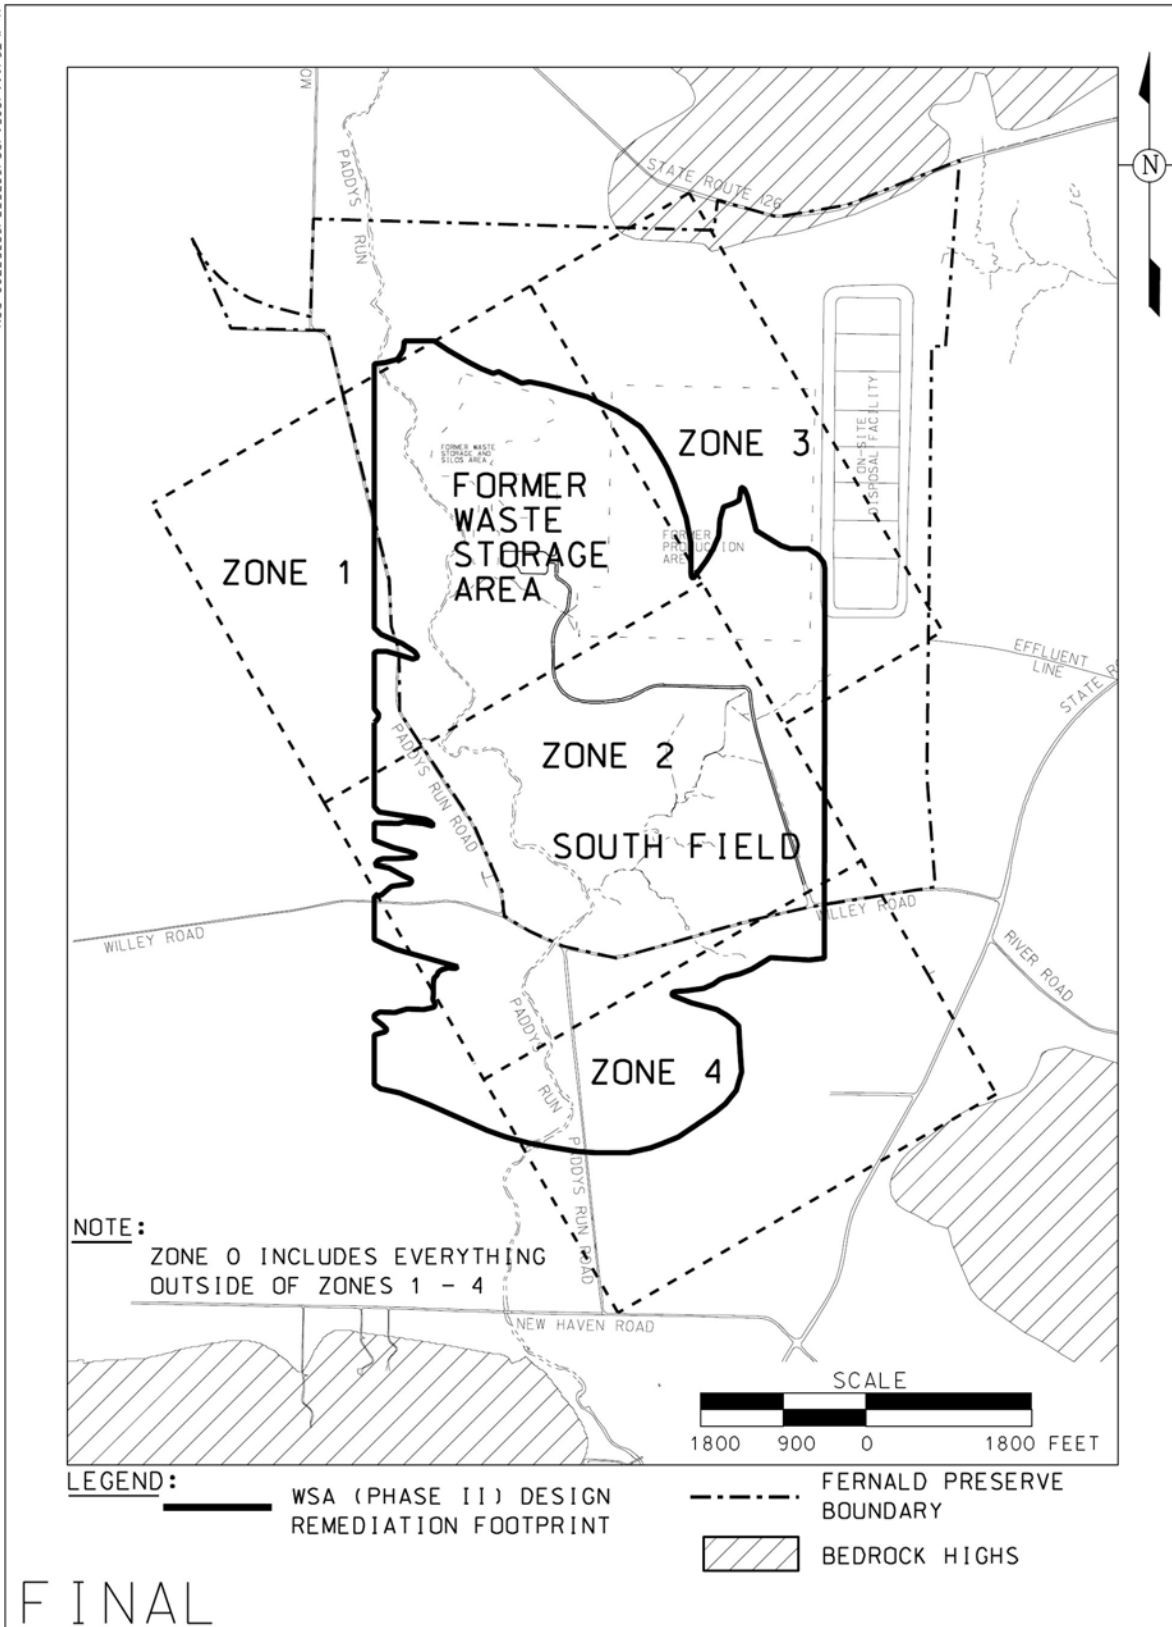 N
PADDYS RUN
STATE ROUTE 126
ZONE 3
ON-SITE
DISPOSAL FACILITY
FORMER WASTE
STORAGE AND
SILOS AREA
FORMER
WASTE
STORAGE
AREA
FORMER
PRODUCTION
AREA
ZONE 1
EFFLUENT
LINE
STATE
ZONE 2
PADDYS RUN ROAD
SOUTH FIELD
WILLEY ROAD
WILLEY ROAD
RIVER ROAD
PADDYS RUN
ZONE 4
PADDYS RUN ROAD
NOTE:
ZONE 0 INCLUDES EVERYTHING
OUTSIDE OF ZONES 1 - 4
NEW HAVEN ROAD
SCALE
1800 900 0 1800 FEET
LEGEND:
WSA (PHASE II) DESIGN
REMEDIATION FOOTPRINT
FERNALD PRESERVE
BOUNDARY
BEDROCK HIGHS
FINAL